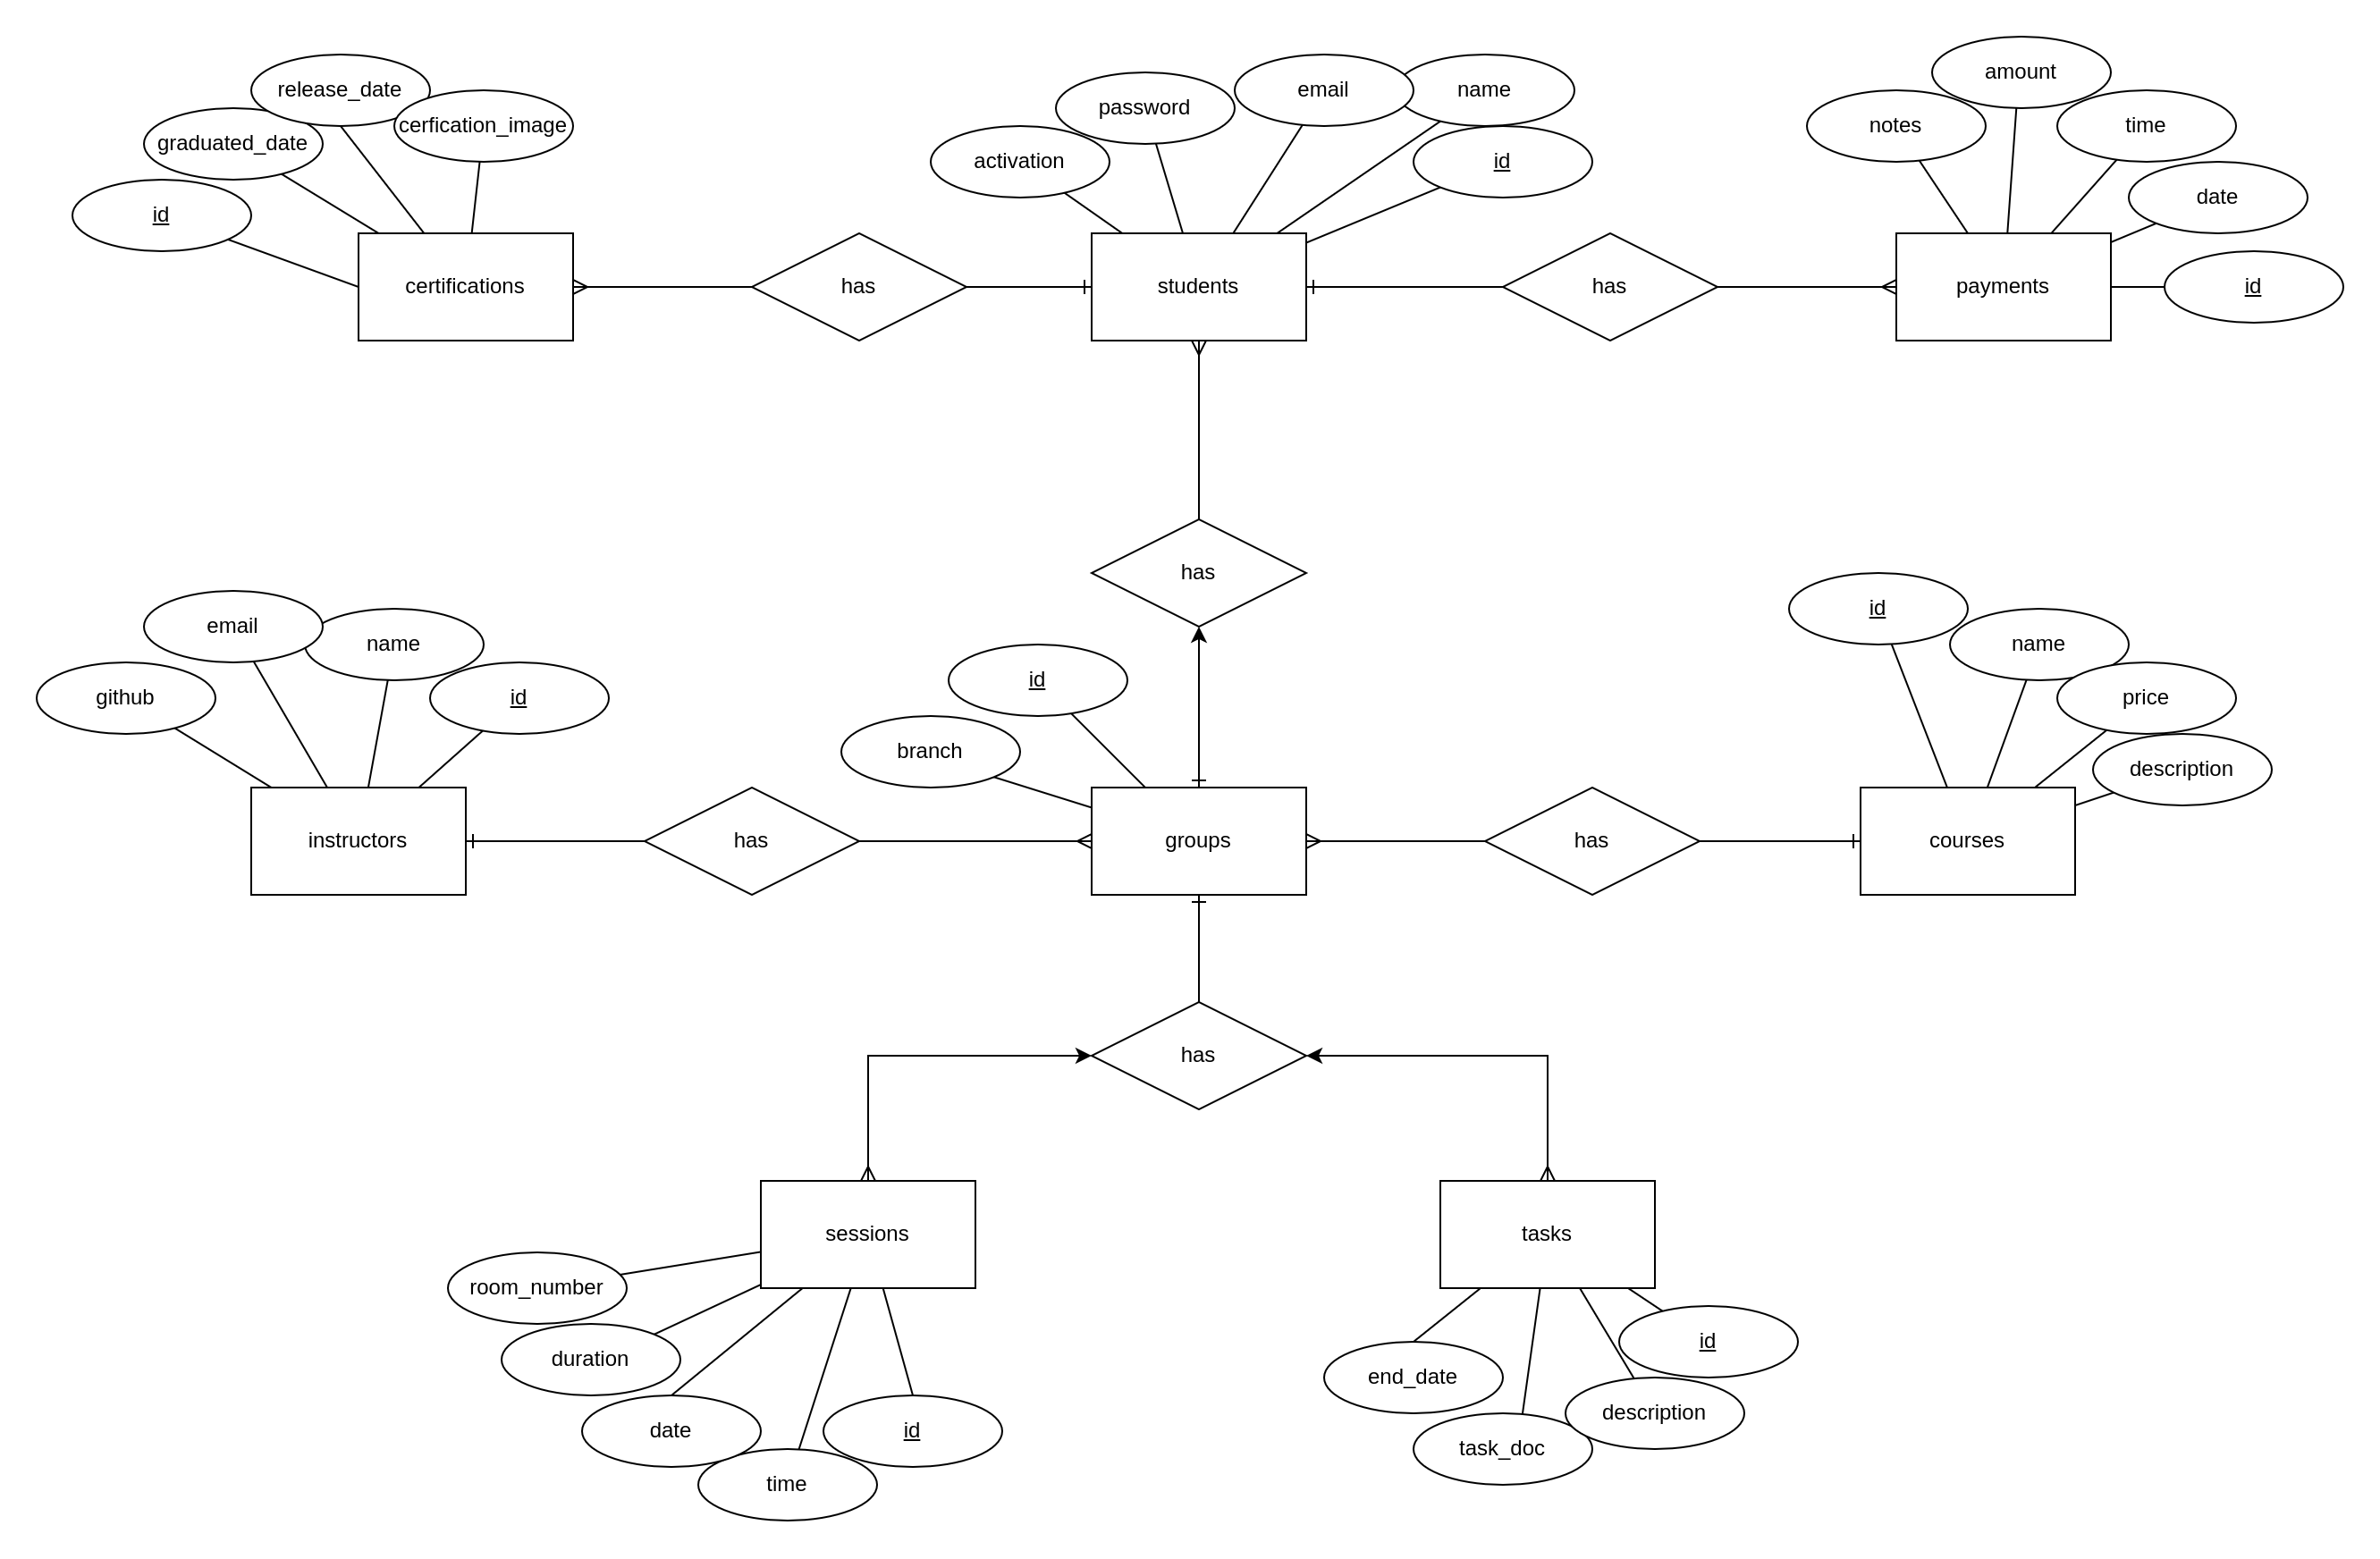 amount
release_date
email
name
password
cerfication_image
notes
time
graduated_date
activation
id
date
id
certifications
has
students
has
payments
id
has
id
email
name
name
id
github
id
price
branch
description
instructors
has
groups
has
courses
has
sessions
tasks
room_number
id
duration
end_date
description
date
id
task_doc
time